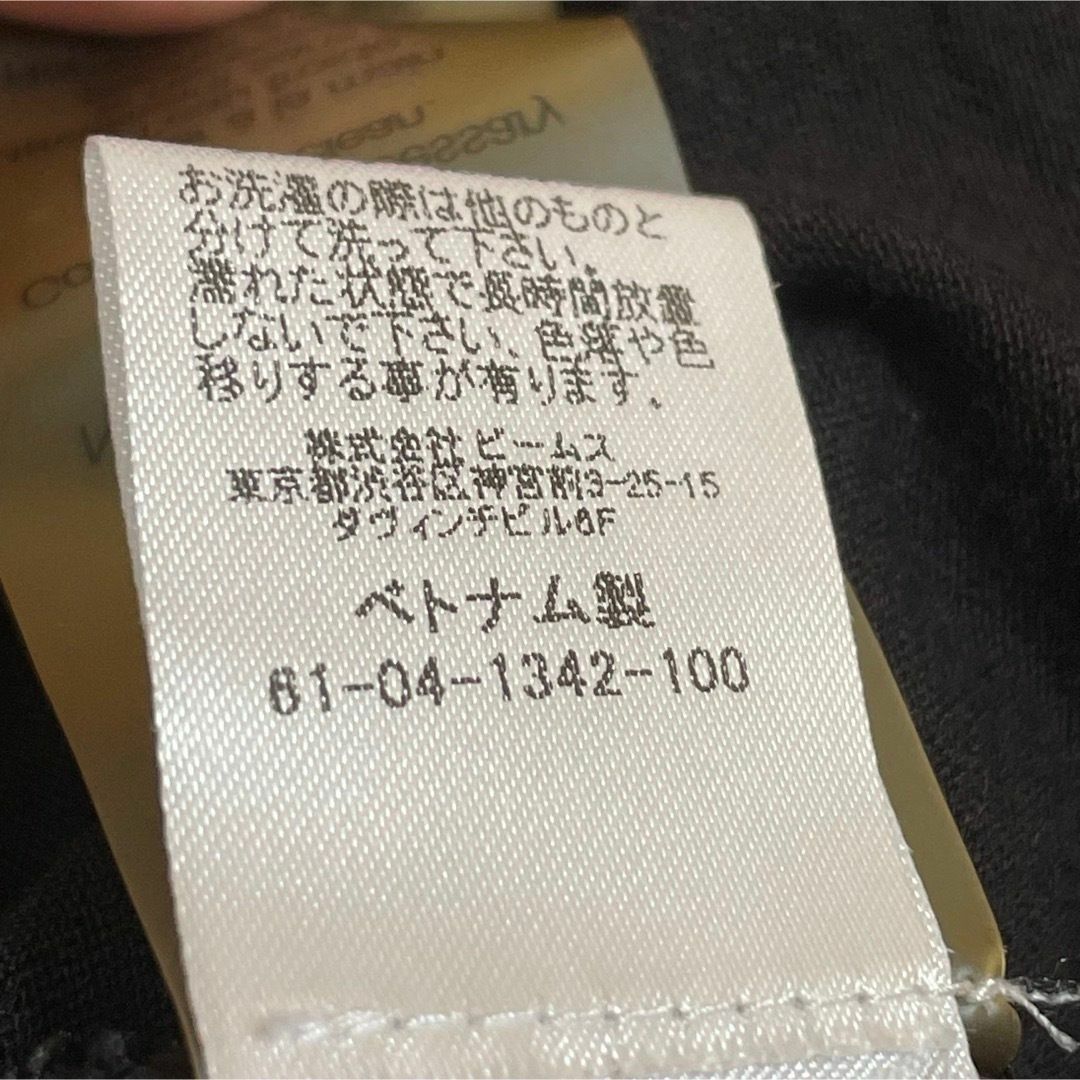 お洗濯の際は他のものと
分けて洗って下さい。
濡れた状態で長時間放置
しないで下さい、色落や色
移りする事が有ります。
株式会社 ビームス
東京都渋谷区神宮前3-25-15
ダヴィンチビル6F
ベトナム製
61-04-1342-100